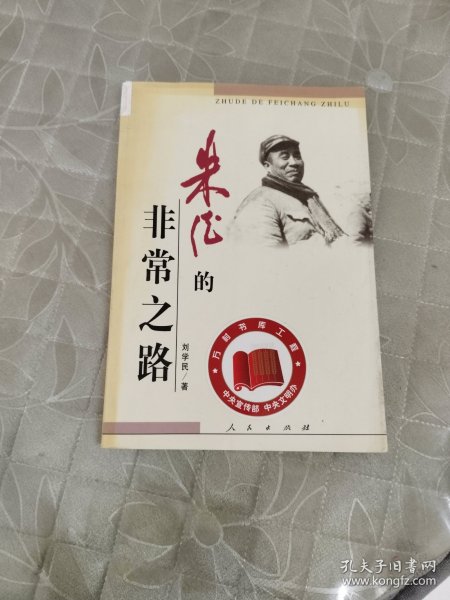 ZHUDE DE FEICHANG ZHILU
朱德
的
非常之路
刘学民/著
万村书库工程
中央宣传部 中央文明办
人民出版社
孔夫子旧书网
www.kongfz.com